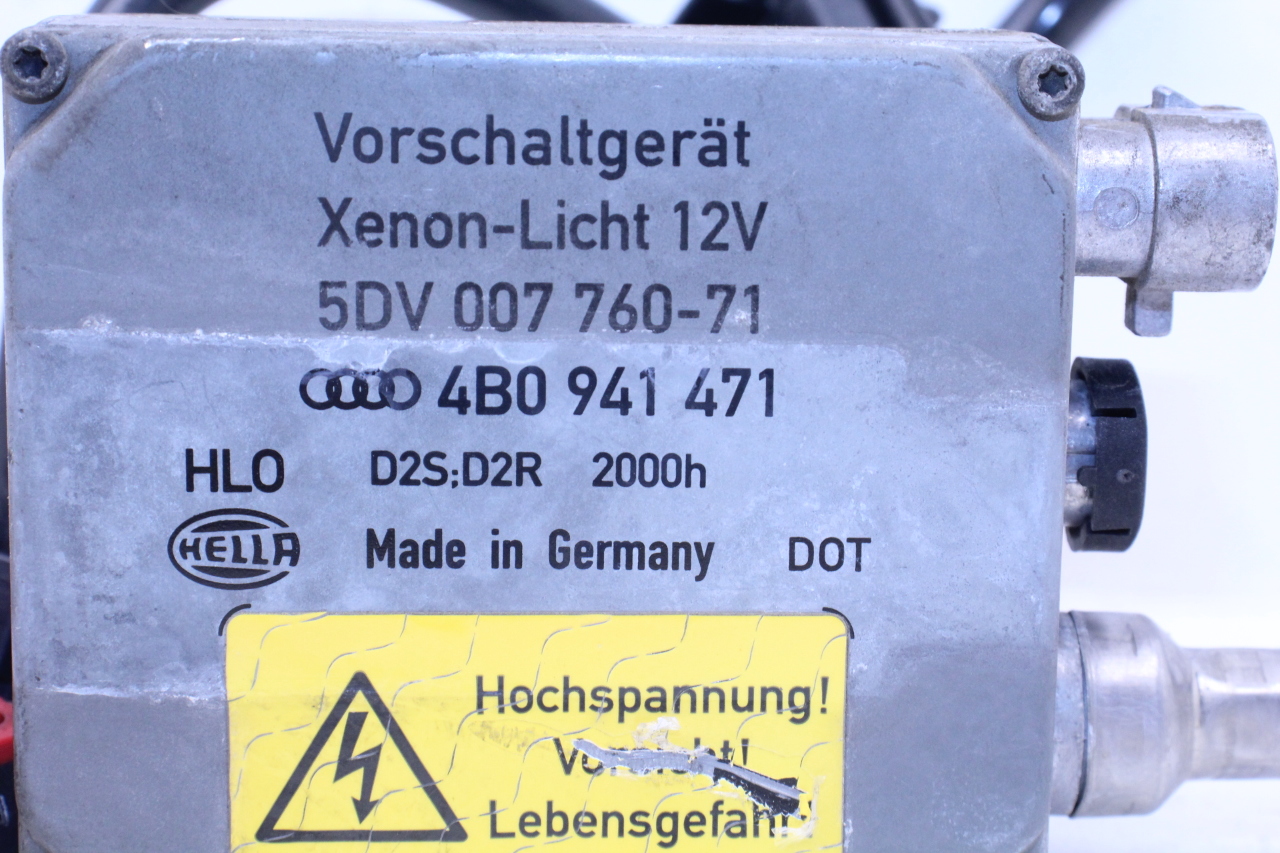 Vorschaltgerät
Xenon-Licht 12V
5DV 007 760-71
4B0 941 471
HLO D2S;D2R 2000h
HELLA Made in Germany DOT
Hochspannung!
Vorsicht!
Lebensgefahr!